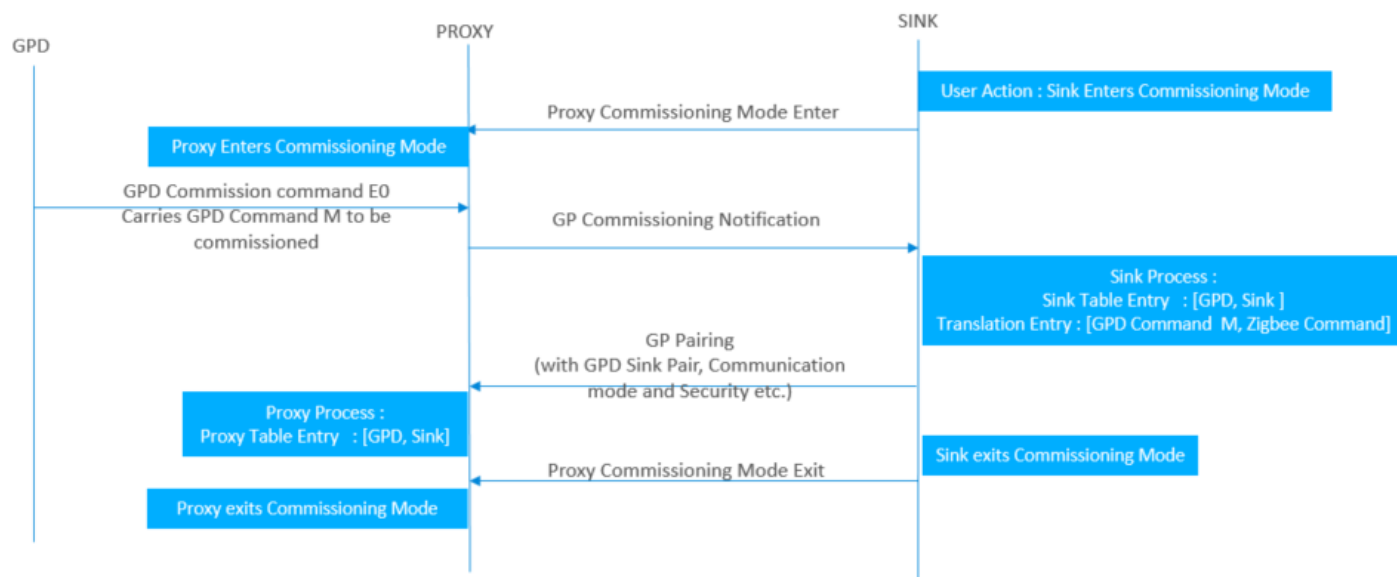 GPD
PROXY
SINK
User Action : Sink Enters Commissioning Mode
Proxy Commissioning Mode Enter
Proxy Enters Commissioning Mode
GPD Commission command E0
Carries GPD Command M to be
commissioned
GP Commissioning Notification
Sink Process :
Sink Table Entry : [GPD, Sink ]
Translation Entry : [GPD Command M, Zigbee Command]
GP Pairing
(with GPD Sink Pair, Communication
mode and Security etc.)
Proxy Process :
Proxy Table Entry : [GPD, Sink]
Sink exits Commissioning Mode
Proxy Commissioning Mode Exit
Proxy exits Commissioning Mode